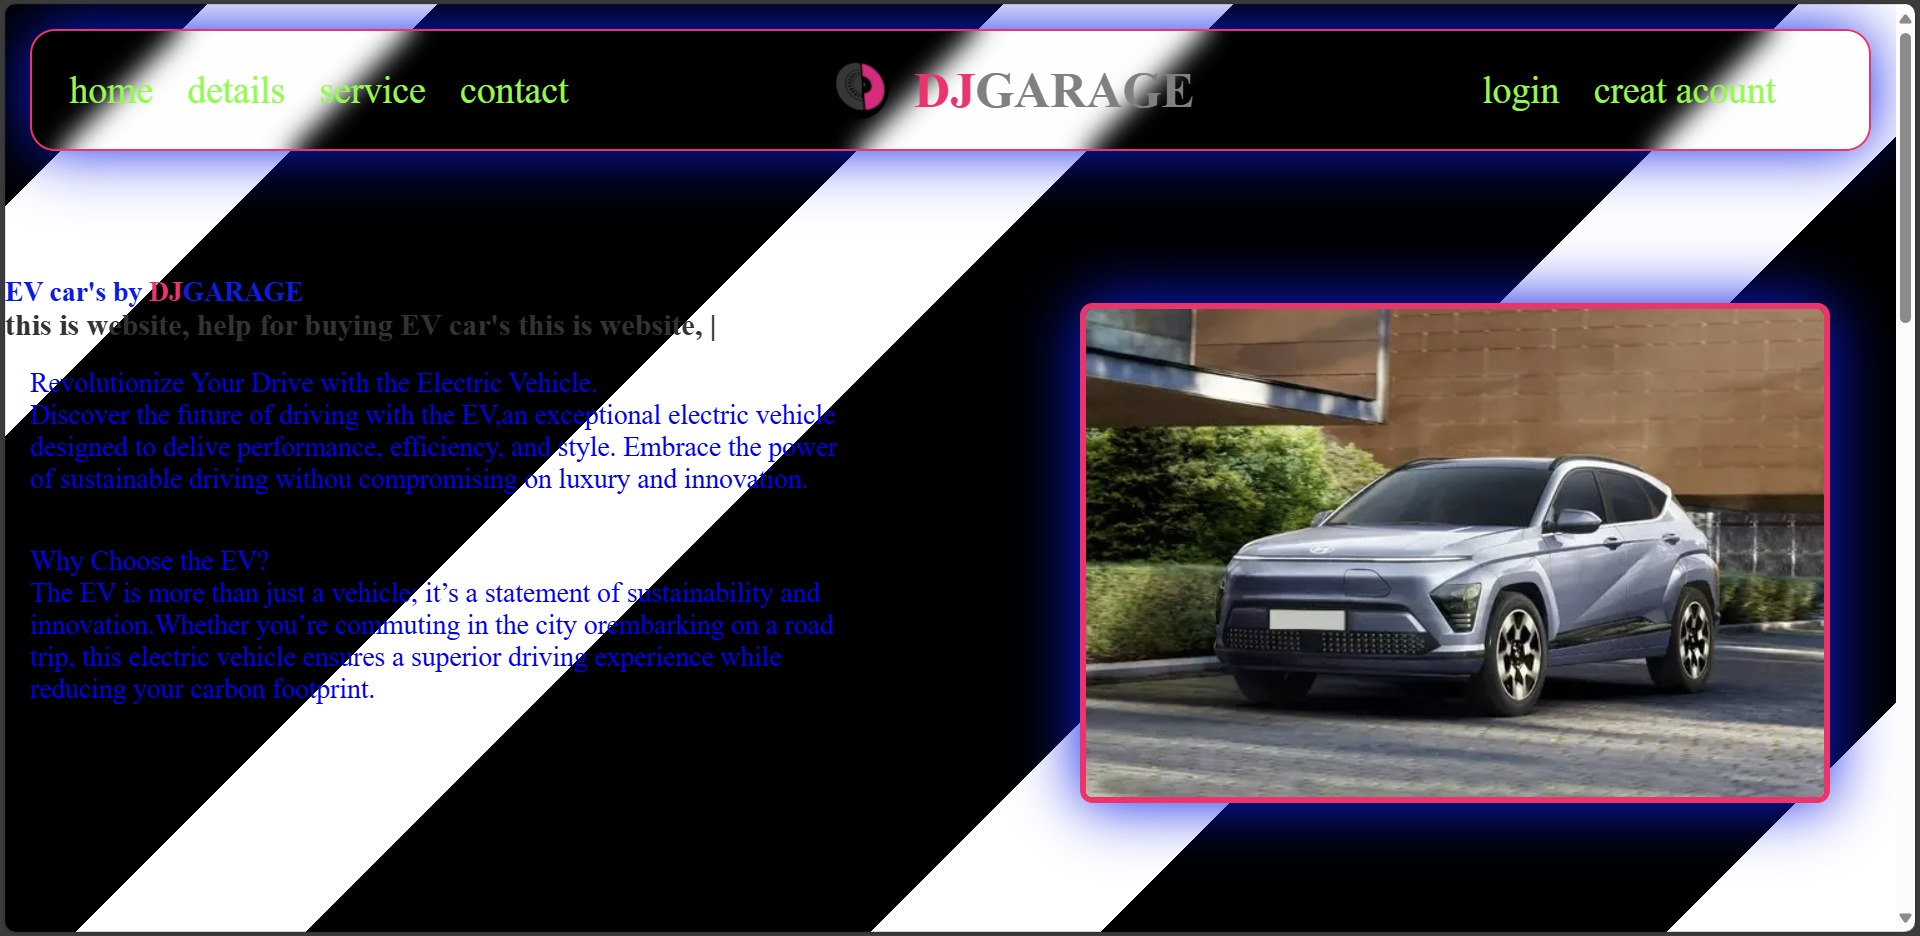 home details service contact DJGARAGE login creat acount
EV car's by DJGARAGE
this is website, help for buying EV car's this is website, |
Revolutionize Your Drive with the Electric Vehicle.
Discover the future of driving with the EV,an exceptional electric vehicle
designed to delive performance, efficiency, and style. Embrace the power
of sustainable driving withou compromising on luxury and innovation.
Why Choose the EV?
The EV is more than just a vehicle; it’s a statement of sustainability and
innovation.Whether you’re commuting in the city orembarking on a road
trip, this electric vehicle ensures a superior driving experience while
reducing your carbon footprint.